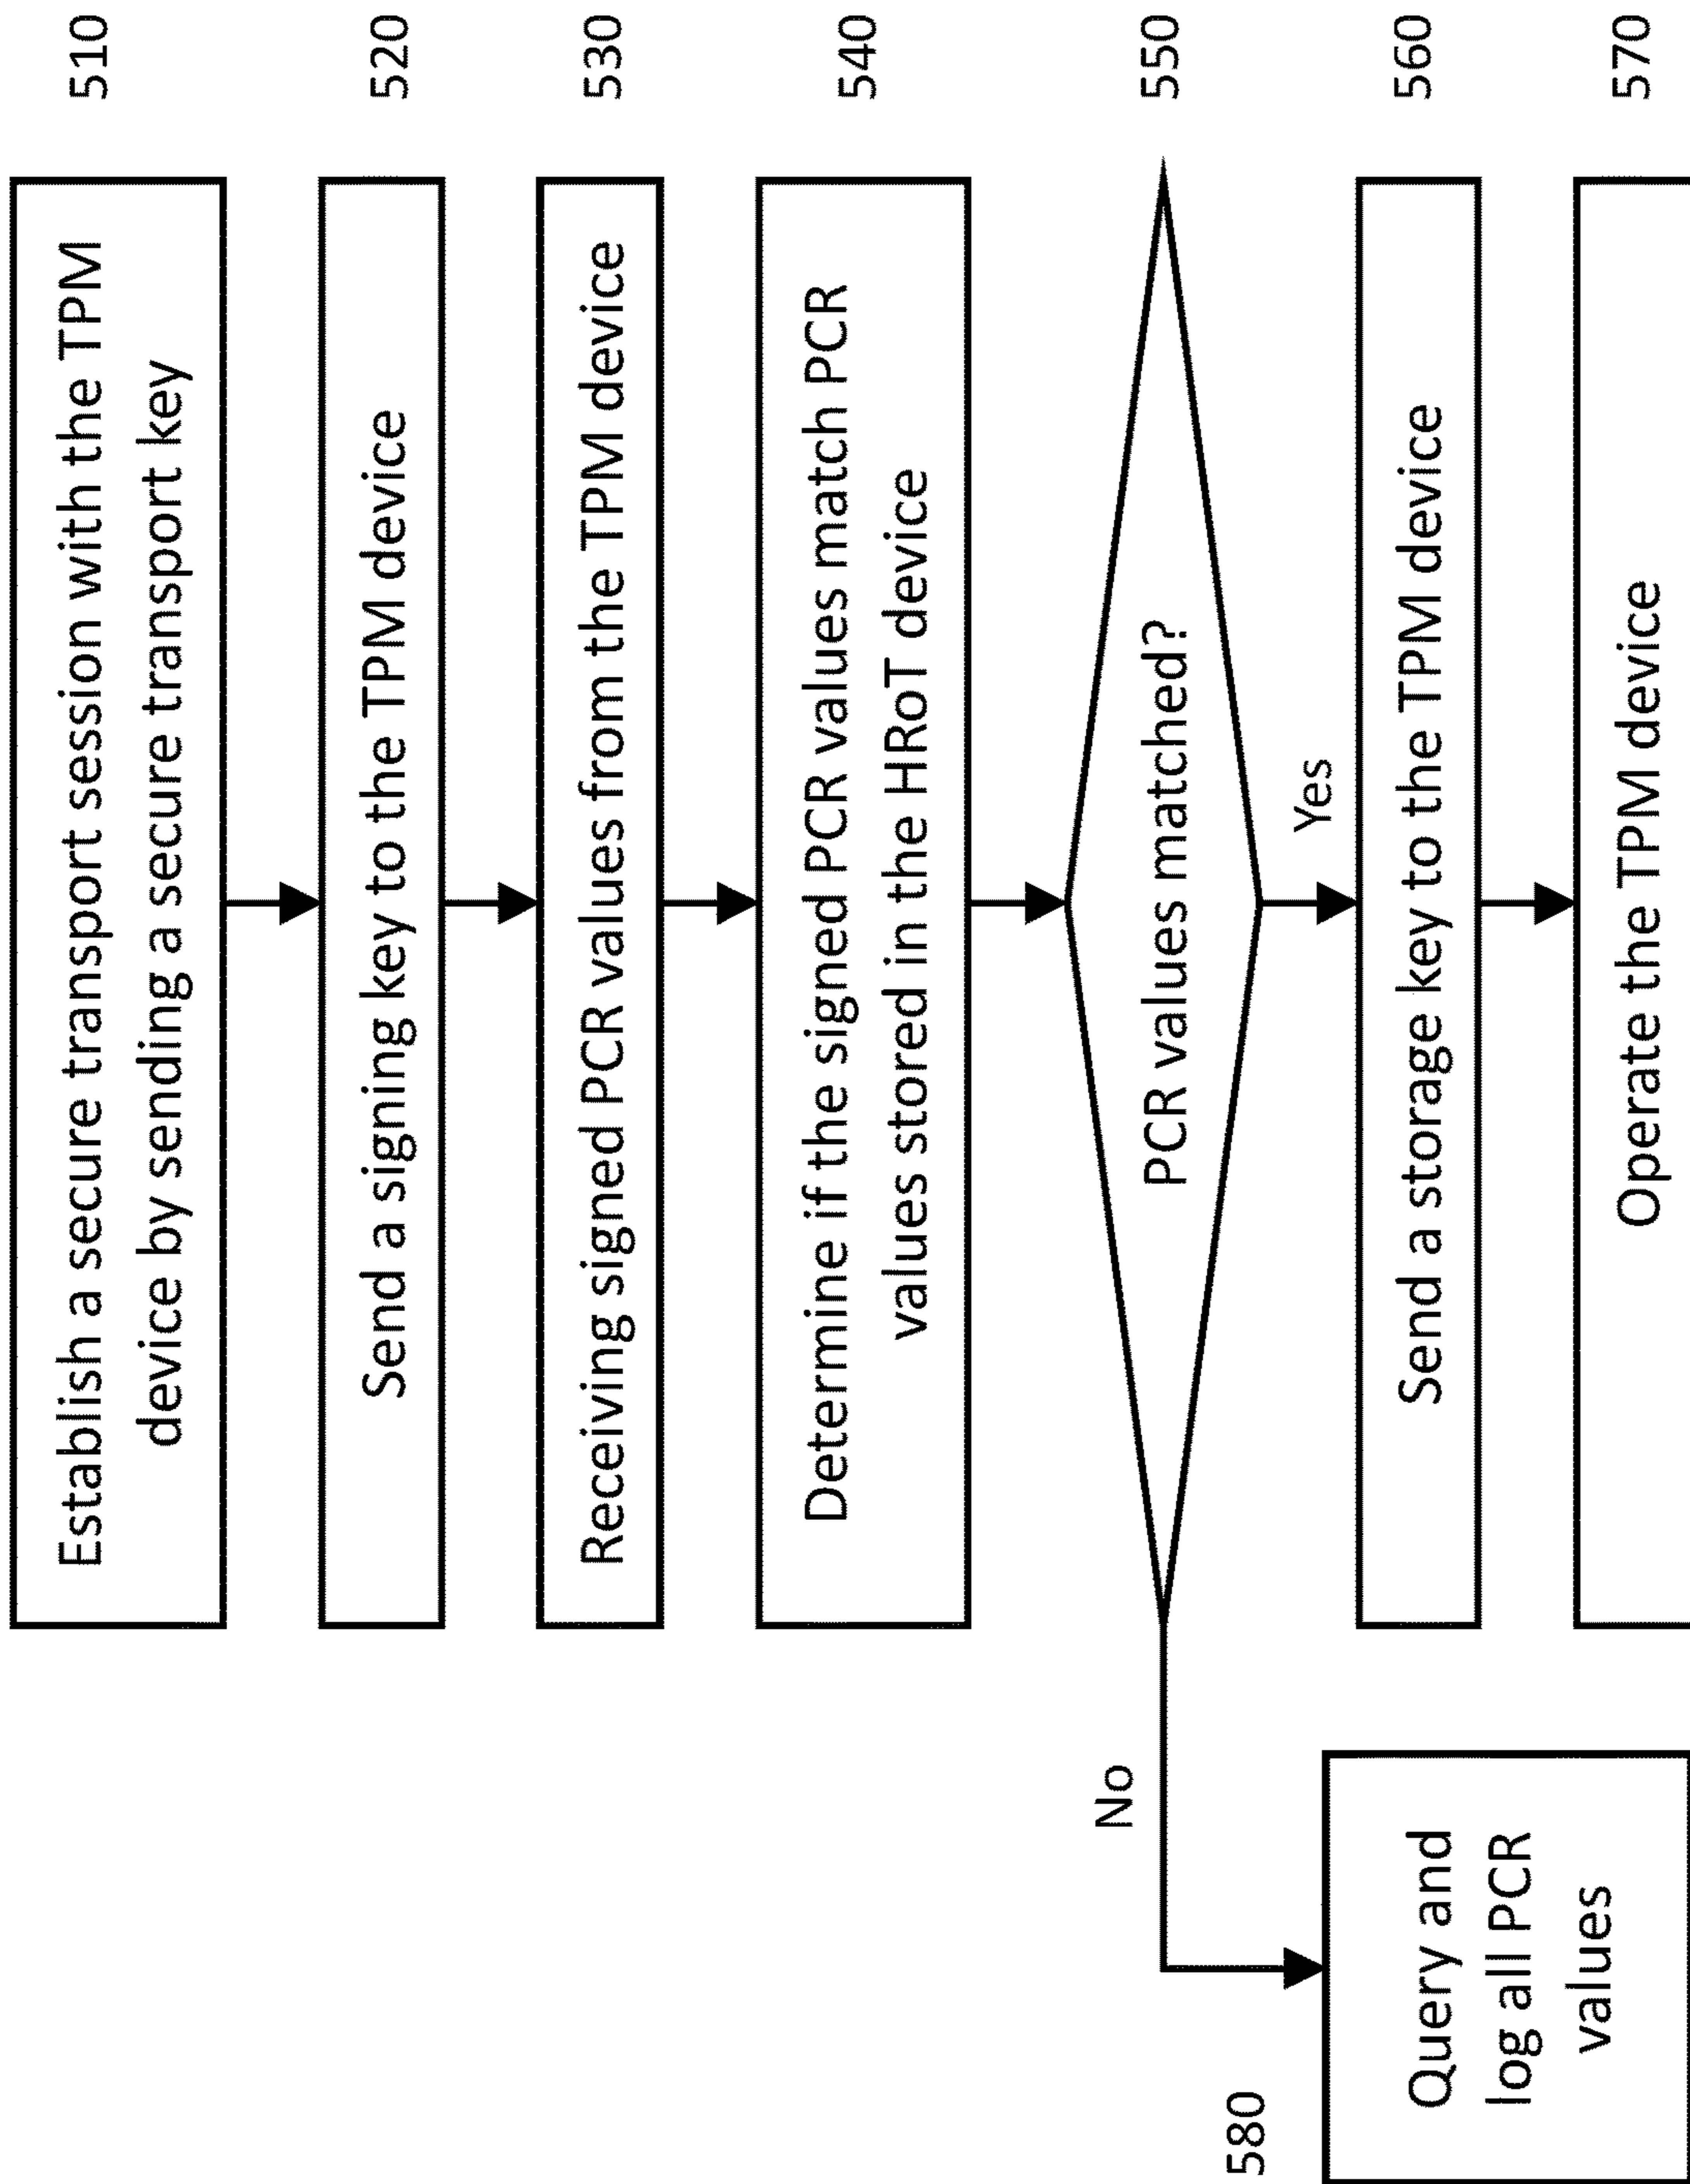 Establish a secure transport session with the TPM
device by sending a secure transport key
510
Send a signing key to the TPM device
520
Receiving signed PCR values from the TPM device
530
Determine if the signed PCR values match PCR
values stored in the HRoT device
540
PCR values matched?
550
No
Yes
Send a storage key to the TPM device
560
Operate the TPM device
570
580
Query and
log all PCR
values